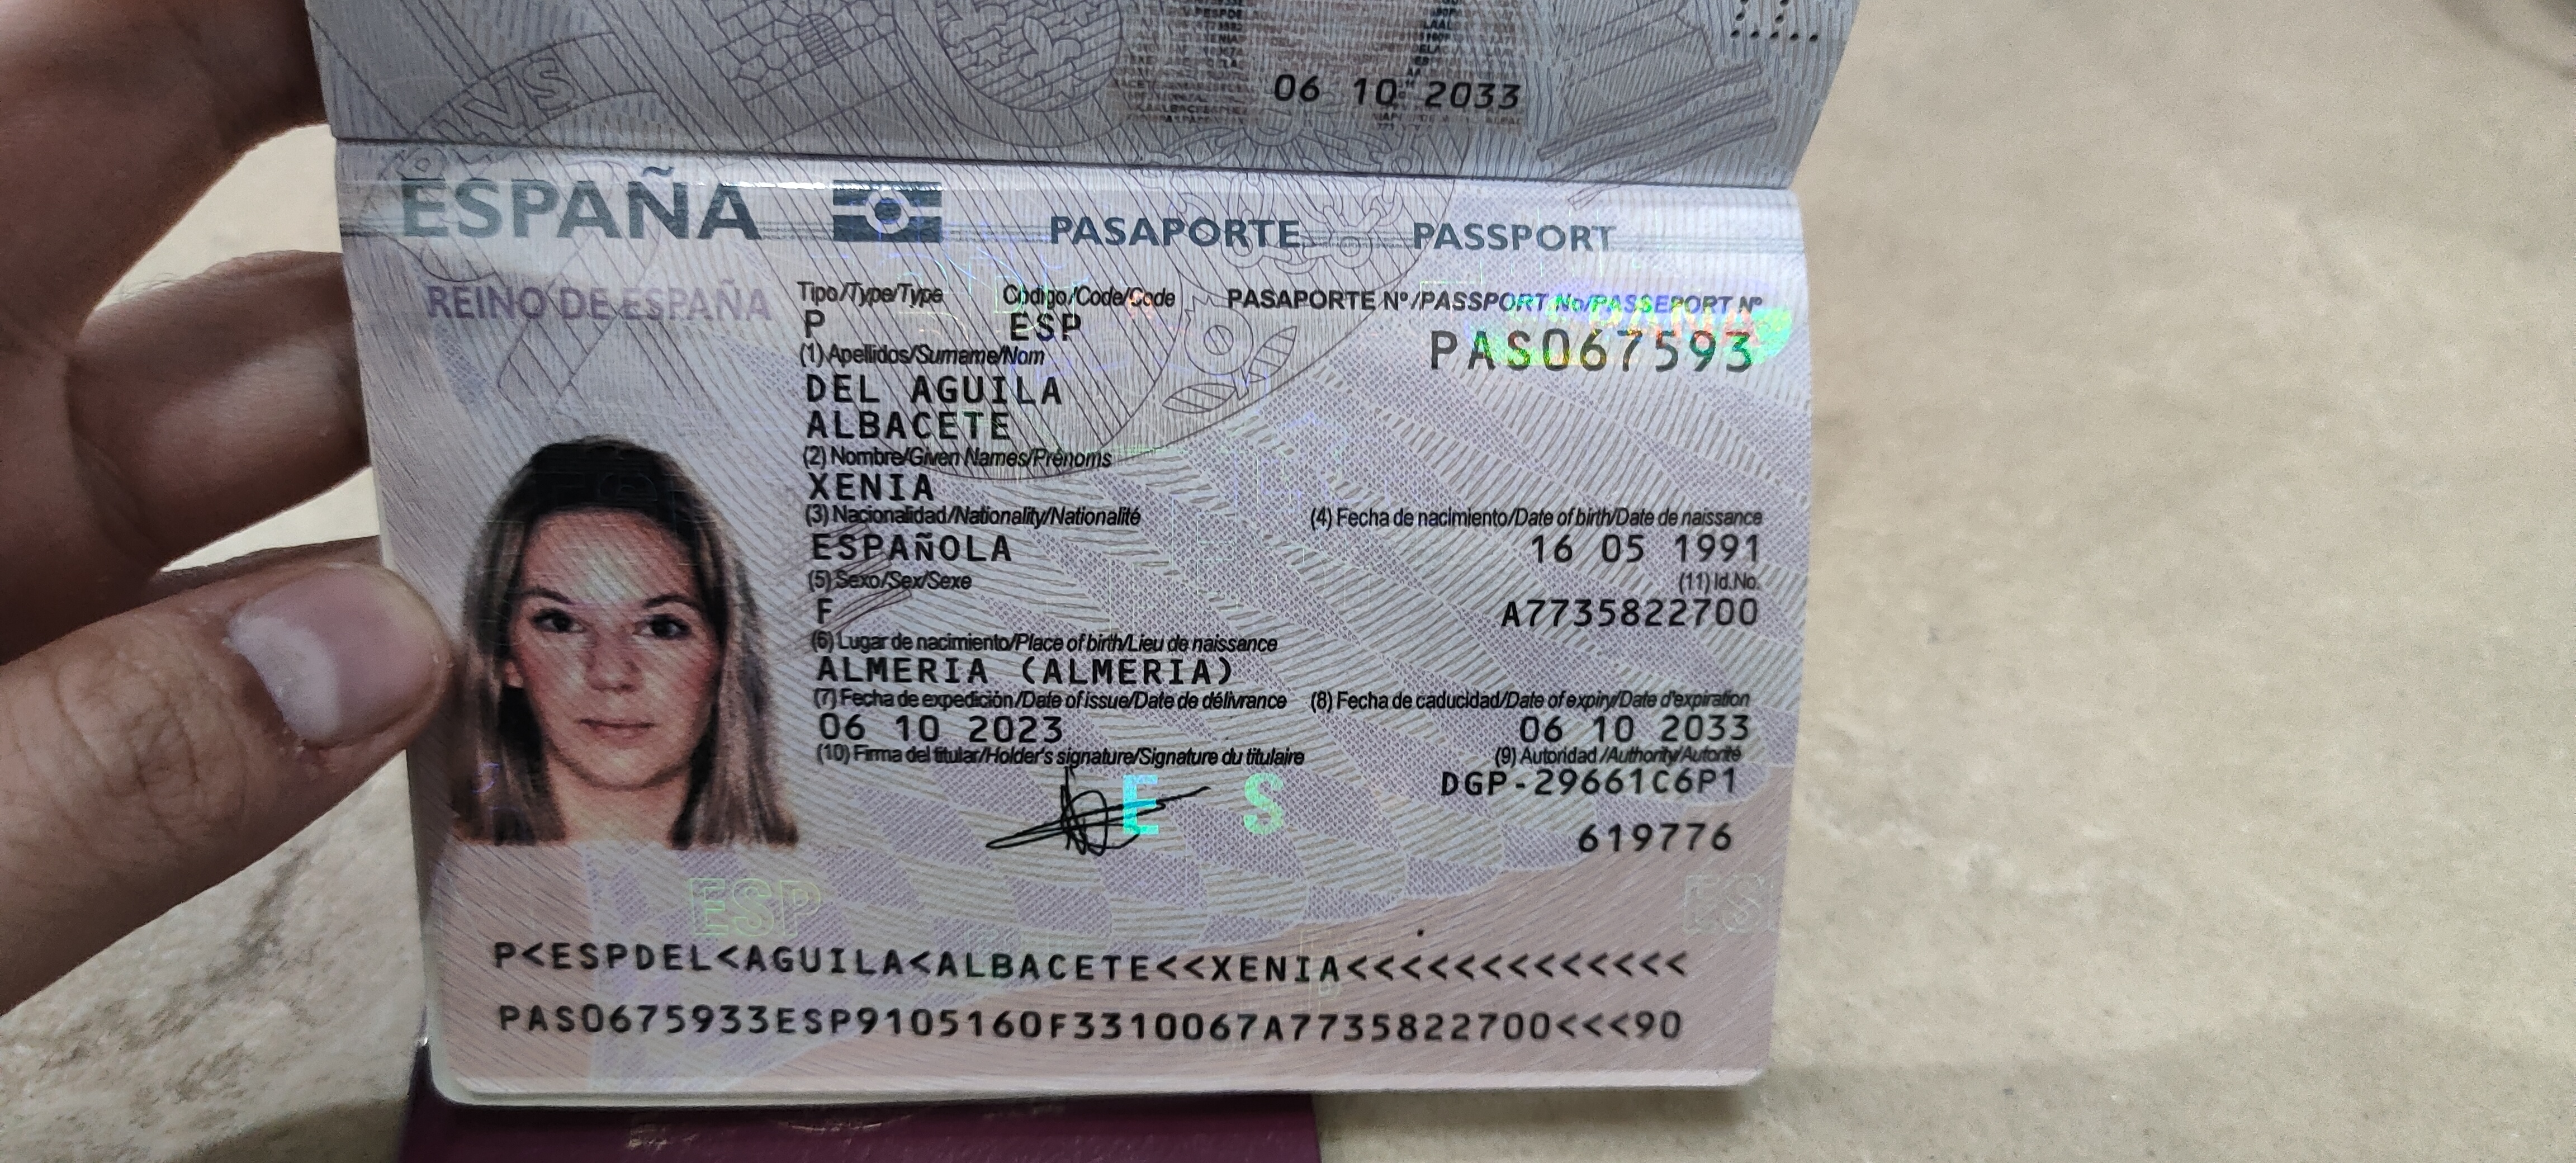 06 10 2033
ESPAÑA PASAPORTE PASSPORT
REINO DE ESPAÑA
Tipo/Type/Type Código/Code/Code PASAPORTE Nº/PASSPORT No/PASSEPORT Nº
P ESP PAS067593
(1) Apellidos/Surname/Nom
DEL AGUILA
ALBACETE
(2) Nombre/Given Names/Prénoms
XENIA
(3) Nacionalidad/Nationality/Nationalité (4) Fecha de nacimiento/Date of birth/Date de naissance
ESPAÑOLA 16 05 1991
(5) Sexo/Sex/Sexe (11) Id.No.
F A7735822700
(6) Lugar de nacimiento/Place of birth/Lieu de naissance
ALMERIA (ALMERIA)
(7) Fecha de expedición/Date of issue/Date de délivrance (8) Fecha de caducidad/Date of expiry/Date d'expiration
06 10 2023 06 10 2033
(10) Firma del titular/Holder's signature/Signature du titulaire (9) Autoridad/Authority/Autorité
DGP-29661C6P1
E S
619776
ESP ES
P<ESPDEL<AGUILA<ALBACETE<<XENIA<<<<<<<<<<<<<
PAS0675933ESP9105160F3310067A7735822700<<<90